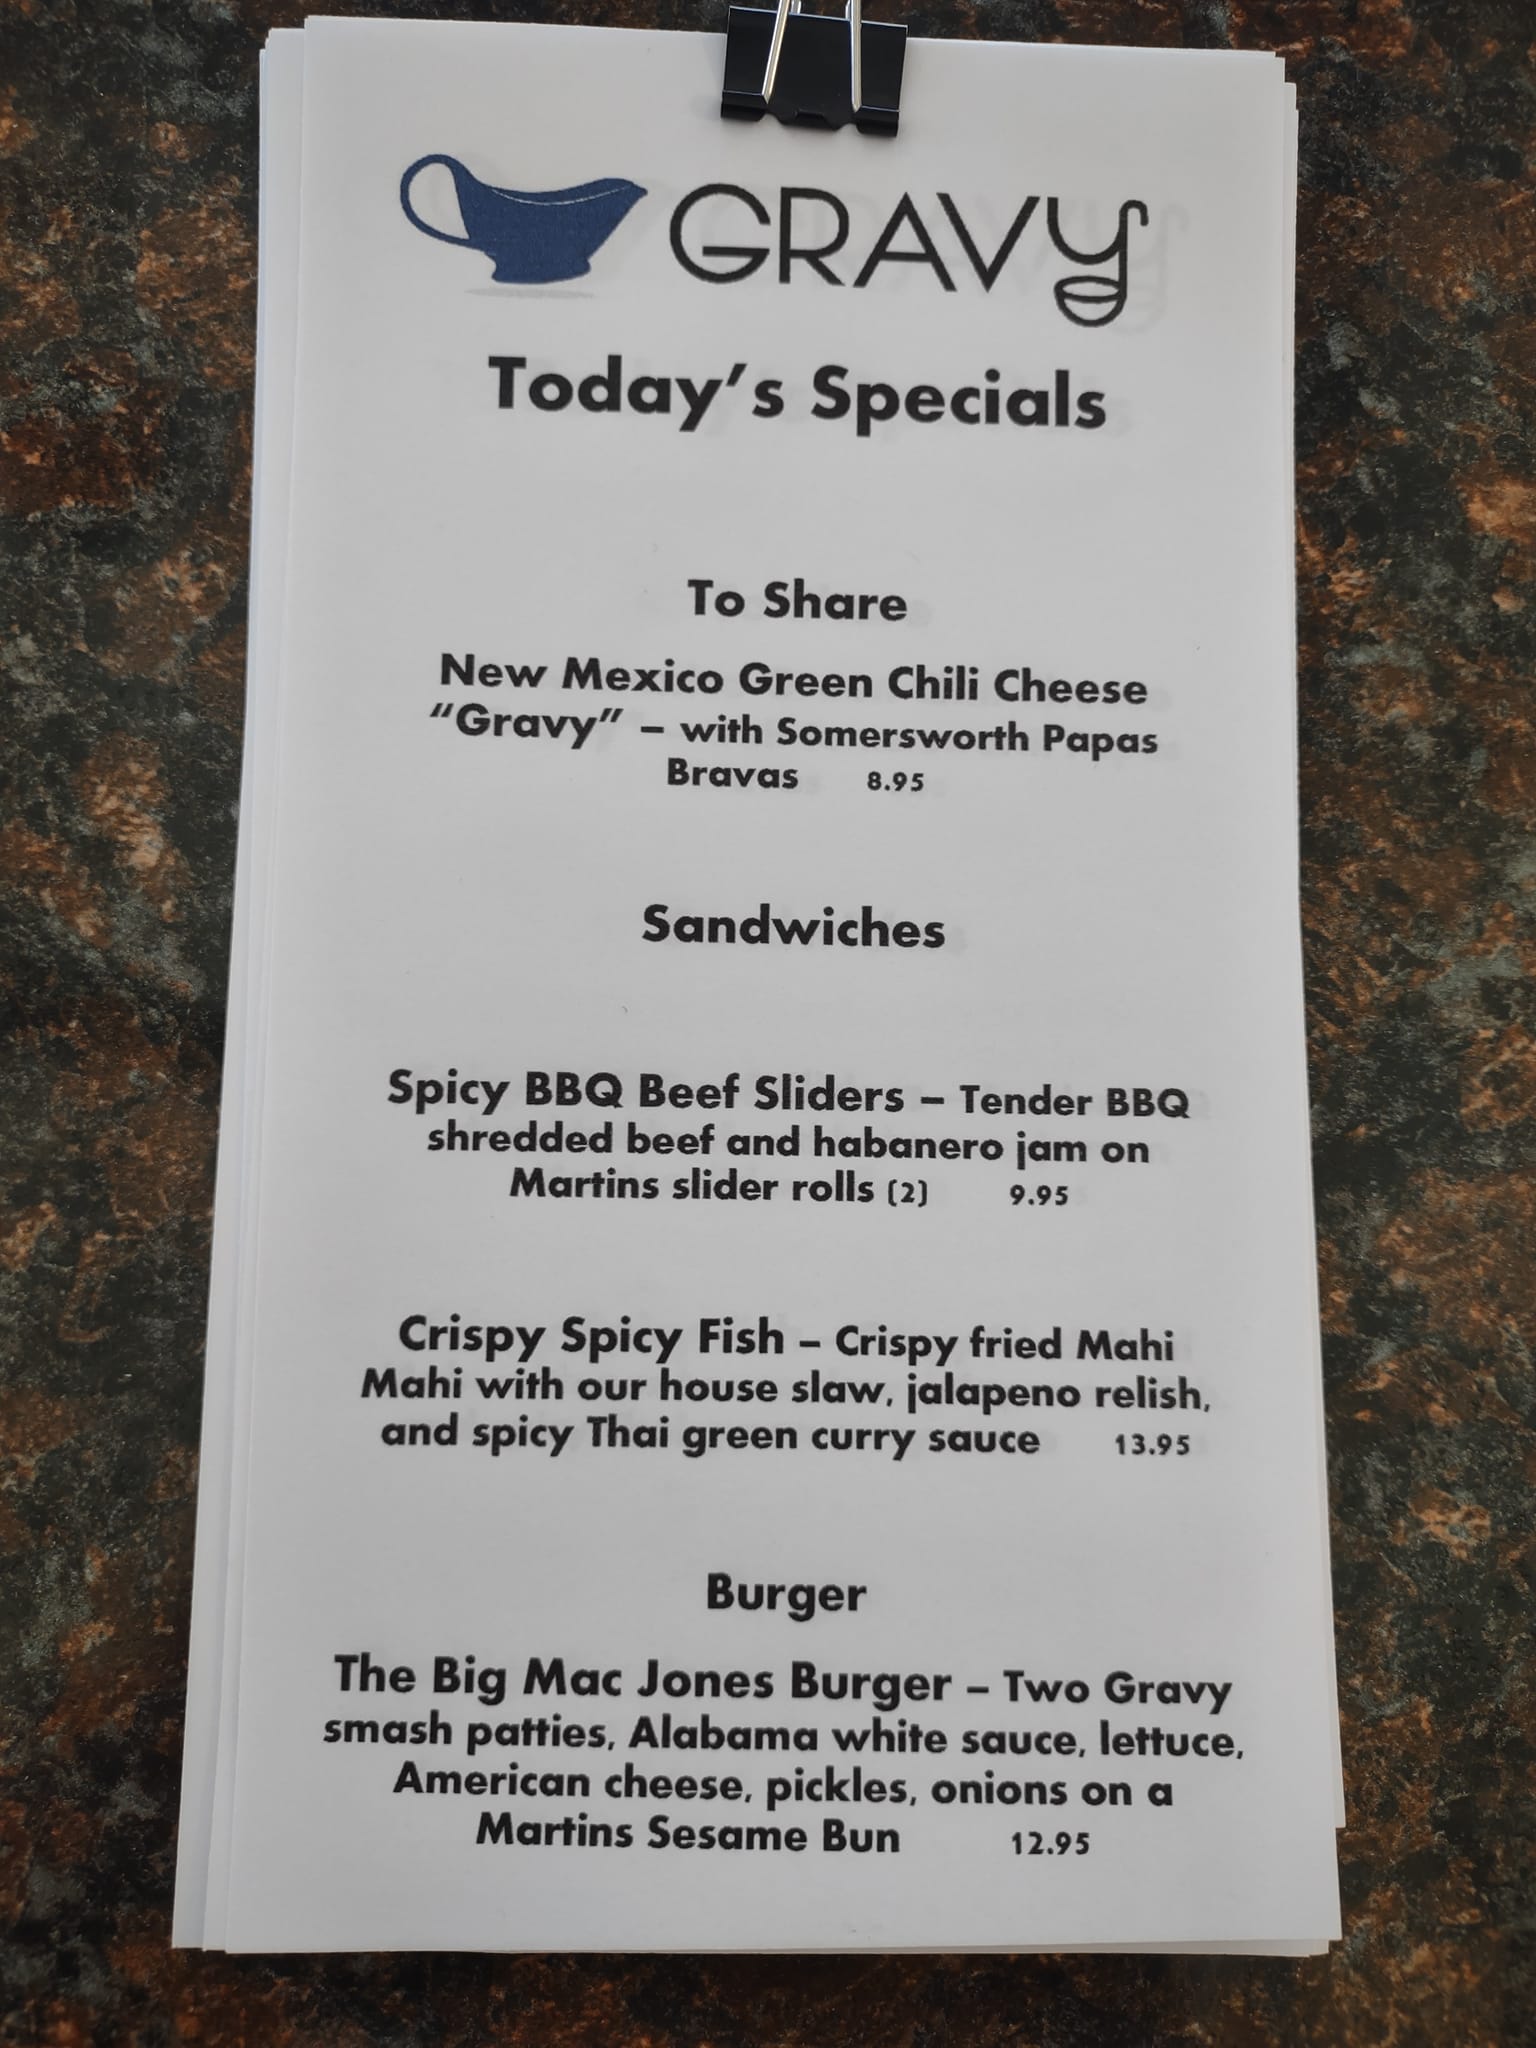 GRAVY
Today’s Specials
To Share
New Mexico Green Chili Cheese
“Gravy” – with Somersworth Papas
Bravas 8.95
Sandwiches
Spicy BBQ Beef Sliders – Tender BBQ
shredded beef and habanero jam on
Martins slider rolls (2) 9.95
Crispy Spicy Fish – Crispy fried Mahi
Mahi with our house slaw, jalapeno relish,
and spicy Thai green curry sauce 13.95
Burger
The Big Mac Jones Burger – Two Gravy
smash patties, Alabama white sauce, lettuce,
American cheese, pickles, onions on a
Martins Sesame Bun 12.95